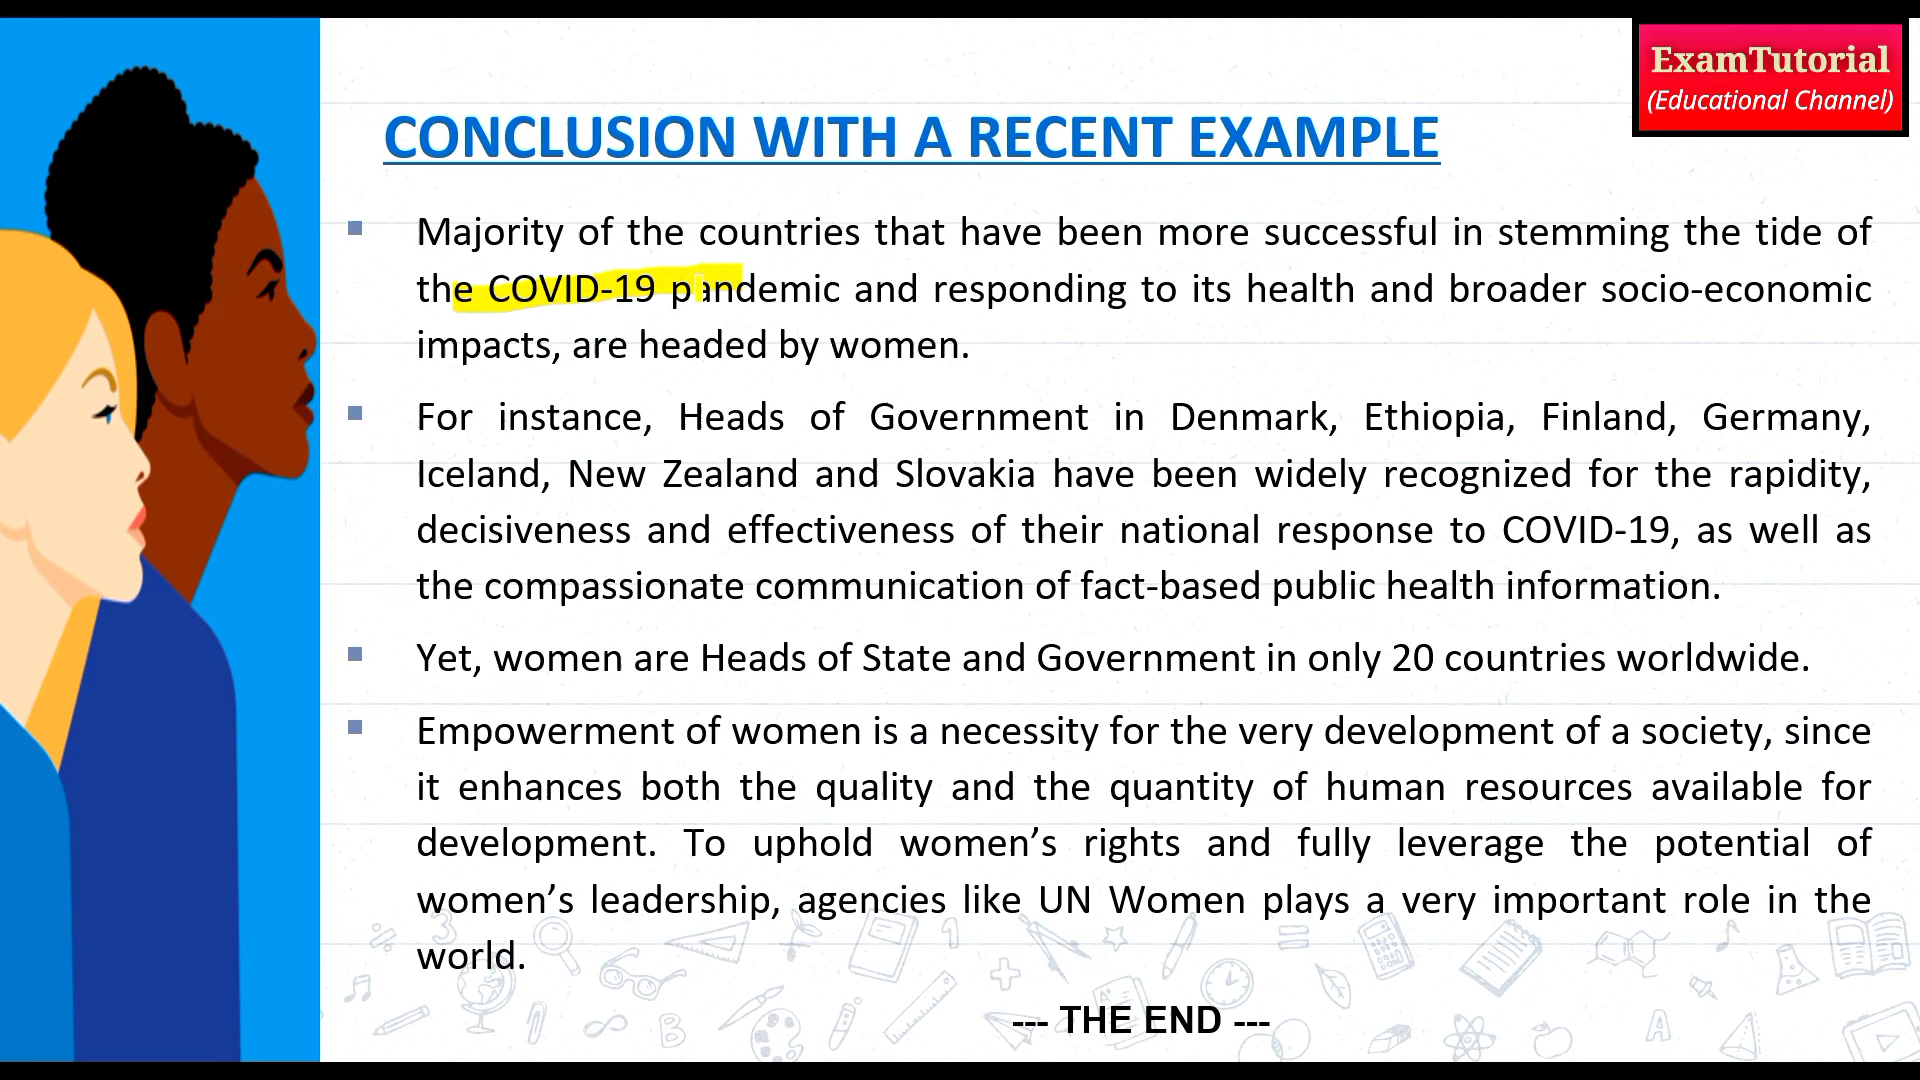 ExamTutorial
(Educational Channel)
CONCLUSION WITH A RECENT EXAMPLE
Majority of the countries that have been more successful in stemming the tide of
the COVID-19 pandemic and responding to its health and broader socio-economic
impacts, are headed by women.
For instance, Heads of Government in Denmark, Ethiopia, Finland, Germany,
Iceland, New Zealand and Slovakia have been widely recognized for the rapidity,
decisiveness and effectiveness of their national response to COVID-19, as well as
the compassionate communication of fact-based public health information.
Yet, women are Heads of State and Government in only 20 countries worldwide.
Empowerment of women is a necessity for the very development of a society, since
it enhances both the quality and the quantity of human resources available for
development. To uphold women’s rights and fully leverage the potential of
women’s leadership, agencies like UN Women plays a very important role in the
world.
--- THE END ---